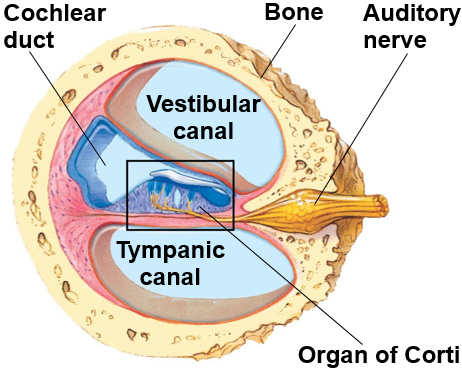 Cochlear
duct
Bone
Auditory
nerve
Vestibular
canal
Tympanic
canal
Organ of Corti